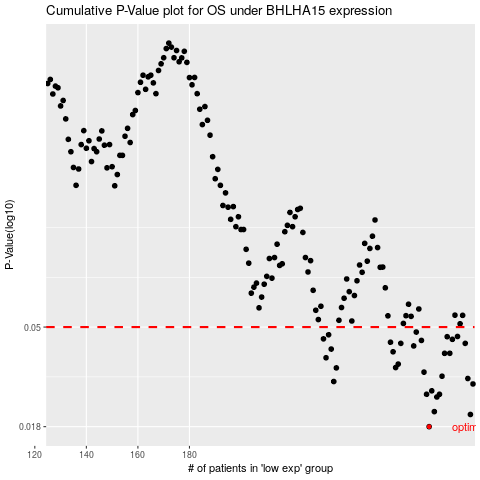 Cumulative P-Value plot for OS under BHLHA15 expression
P-Value(log10)
0.05
0.018
optim
120 140 160 180
# of patients in 'low exp' group